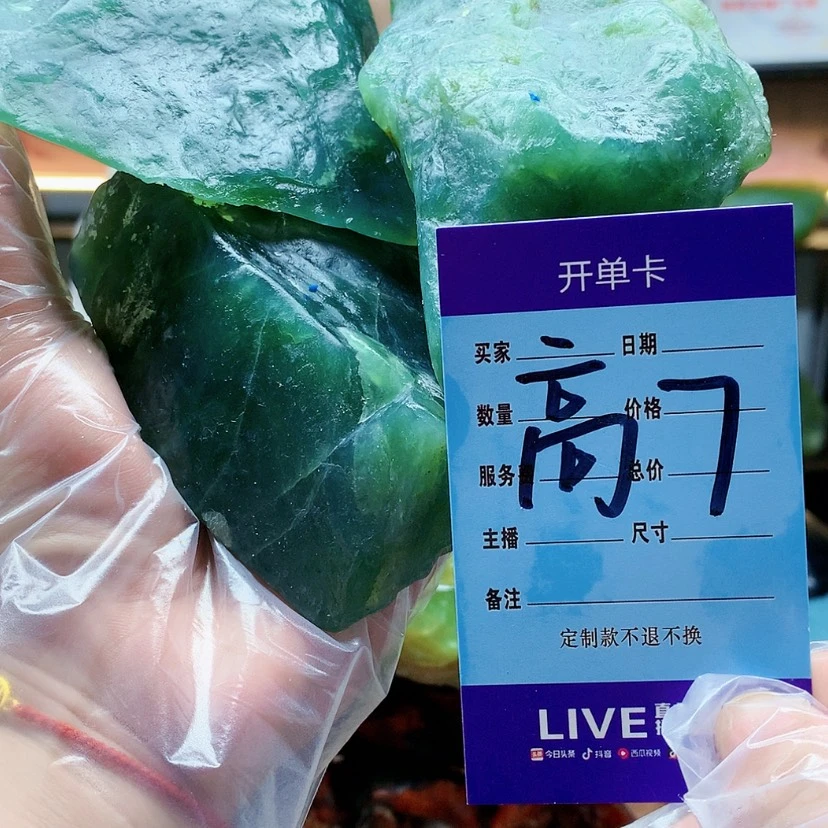 开单卡
买家 日期
数量 价格
高7
服务 总价
主播 尺寸
备注
定制款不退不换
LIVE
今日头条 抖音 西瓜视频